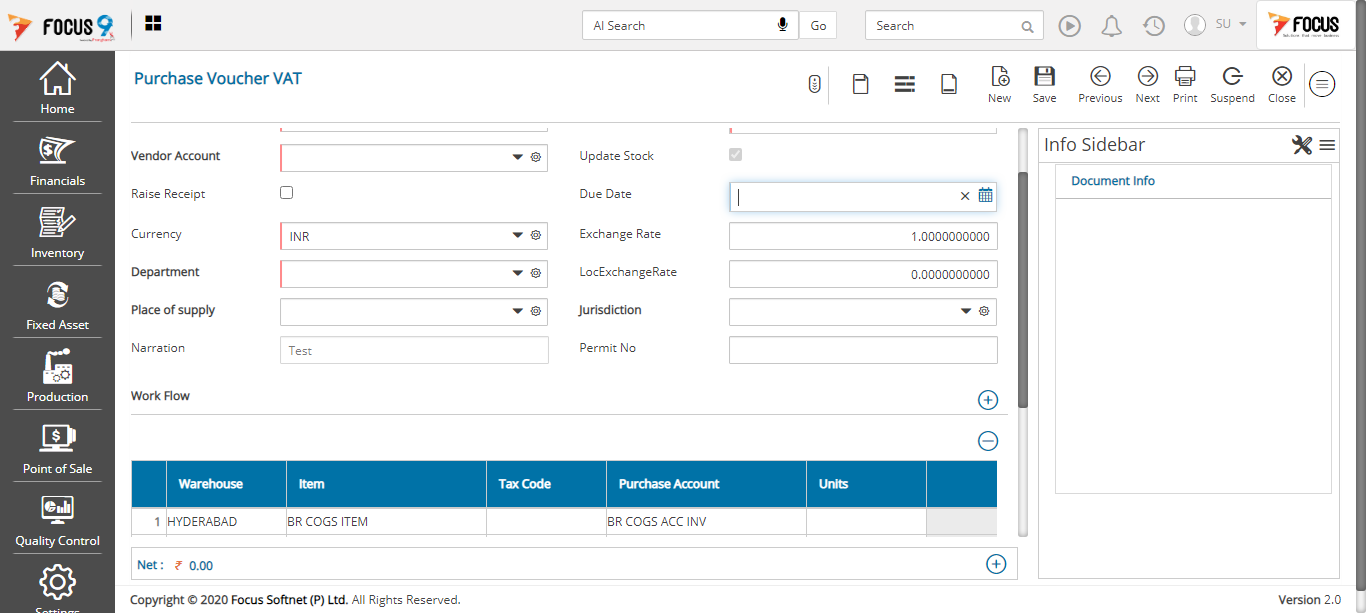 FOCUS 9
AI Search
Go
Search
SU
FOCUS
Home
Financials
Inventory
Fixed Asset
Production
Point of Sale
Quality Control
Settings
Purchase Voucher VAT
New
Save
Previous
Next
Print
Suspend
Close
Vendor Account
Update Stock
Raise Receipt
Due Date
Currency
INR
Exchange Rate
1.0000000000
Department
LocExchangeRate
0.0000000000
Place of supply
Jurisdiction
Narration
Test
Permit No
Work Flow
Warehouse Item Tax Code Purchase Account Units
1 HYDERABAD BR COGS ITEM BR COGS ACC INV
Net : ₹ 0.00
Info Sidebar
Document Info
Copyright © 2020 Focus Softnet (P) Ltd. All Rights Reserved.
Version 2.0